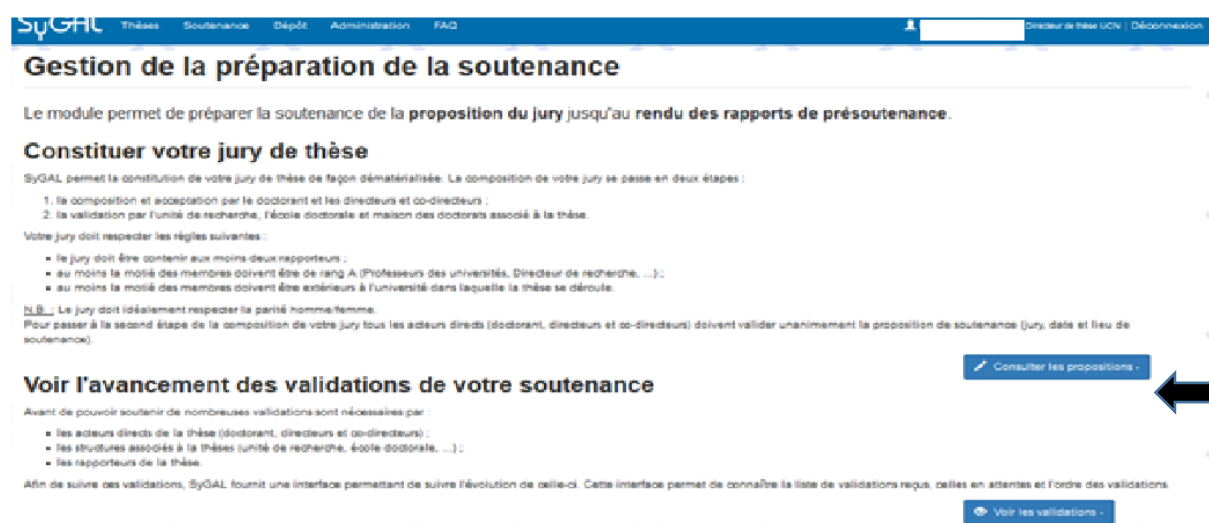 SyGAL Thèses Soutenance Dépôt Administration FAQ Directeur de thèse UCN | Déconnexion
Gestion de la préparation de la soutenance
Le module permet de préparer la soutenance de la proposition du jury jusqu'au rendu des rapports de présoutenance.
Constituer votre jury de thèse
SyGAL permet la constitution de votre jury de thèse de façon dématérialisée. La composition de votre jury se passe en deux étapes :
1. la composition et acceptation par le doctorant et les directeurs et co-directeurs ;
2. la validation par l'unité de recherche, l'école doctorale et maison des doctorats associé à la thèse.
Votre jury doit respecter les règles suivantes :
le jury doit être contenir aux moins deux rapporteurs ;
au moins la motié des membres doivent être de rang A (Professeurs des universités, Directeur de recherche, ...) ;
au moins la motié des membres doivent être extérieurs à l'université dans laquelle la thèse se déroule.
N.B. : Le jury doit idéalement respecter la parité homme/femme.
Pour passer à la second étape de la composition de votre jury tous les acteurs directs (doctorant, directeurs et co-directeurs) doivent valider unanimement la proposition de soutenance (jury, date et lieu de
soutenance).
Consulter les propositions -
Voir l'avancement des validations de votre soutenance
Avant de pouvoir soutenir de nombreuses validations sont nécessaires par :
les acteurs directs de la thèse (doctorant, directeurs et co-directeurs) ;
les structures associés à la thèses (unité de recherche, école doctorale, ...) ;
les rapporteurs de la thèse.
Afin de suivre ces validations, SyGAL fournit une interface permettant de suivre l'évolution de celle-ci. Cette interface permet de connaître la liste de validations reçus, celles en attentes et l'ordre des validations.
Voir les validations -